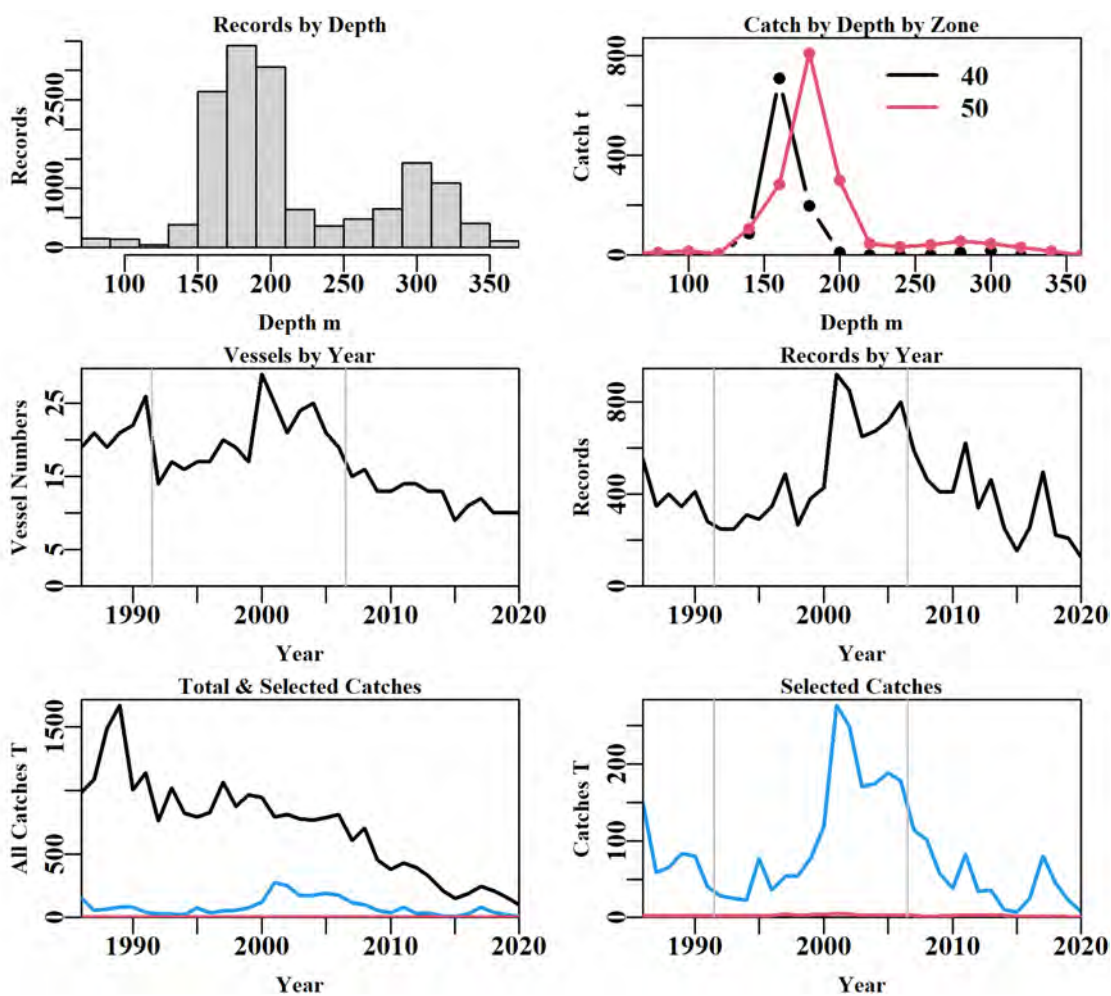 Records by Depth
Records
0 1000 2500
100 150 200 250 300 350
Depth m
Catch by Depth by Zone
Catch t
0 400 800
40
50
100 150 200 250 300 350
Depth m
Vessels by Year
Vessel Numbers
0 5 15 25
1990 2000 2010 2020
Year
Records by Year
Records
0 400 800
1990 2000 2010 2020
Year
Total & Selected Catches
All Catches T
0 500 1500
1990 2000 2010 2020
Year
Selected Catches
Catches T
0 100 200
1990 2000 2010 2020
Year